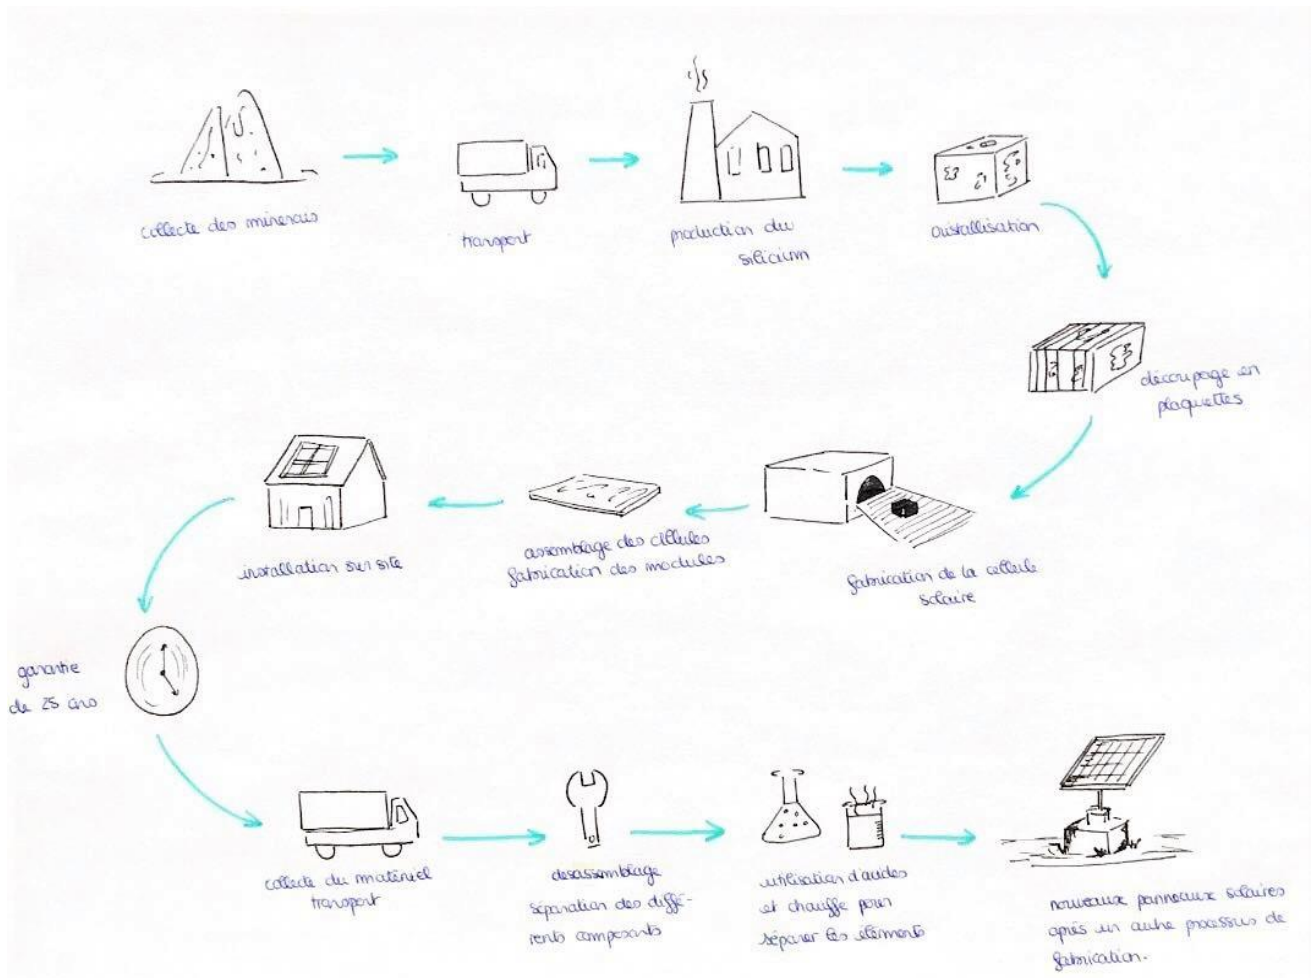 collecte des minerais
transport
production du
silicium
cristallisation
découpage en
plaquettes
fabrication de la cellule
solaire
assemblage des cellules
fabrication des modules
installation sur site
garantie
de 25 ans
collecte du matériel
transport
desassemblage
séparation des diffé-
rents composants
utilisation d'acides
et chauffe pour
séparer les éléments
nouveaux panneaux solaires
après un autre processus de
fabrication.